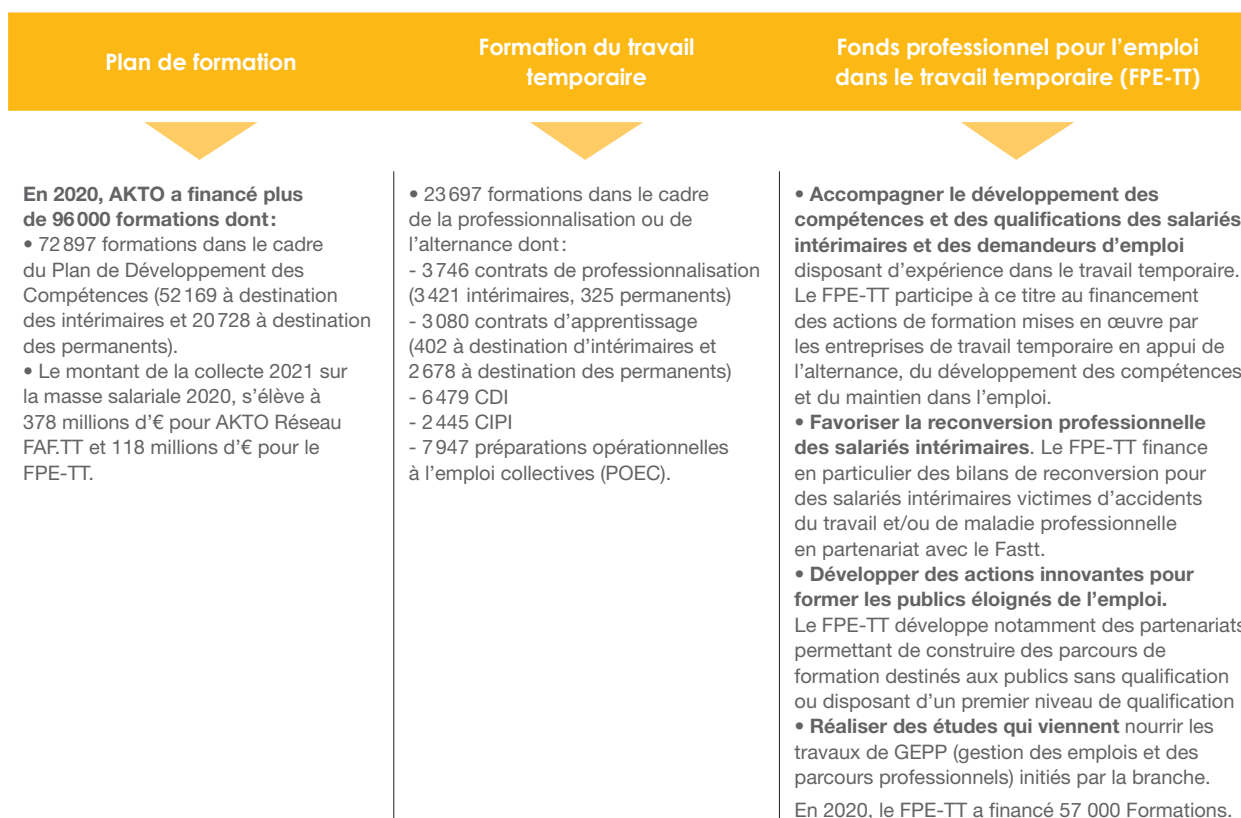 Plan de formation
Formation du travail
temporaire
Fonds professionnel pour l’emploi
dans le travail temporaire (FPE-TT)
En 2020, AKTO a financé plus
de 96 000 formations dont :
• 72 897 formations dans le cadre
du Plan de Développement des
Compétences (52 169 à destination
des intérimaires et 20 728 à destination
des permanents).
• Le montant de la collecte 2021 sur
la masse salariale 2020, s’élève à
378 millions d’€ pour AKTO Réseau
FAF.TT et 118 millions d’€ pour le
FPE-TT.
• 23 697 formations dans le cadre
de la professionnalisation ou de
l’alternance dont :
- 3 746 contrats de professionnalisation
(3 421 intérimaires, 325 permanents)
- 3 080 contrats d’apprentissage
(402 à destination d’intérimaires et
2 678 à destination des permanents)
- 6 479 CDI
- 2 445 CIPI
- 7 947 préparations opérationnelles
à l’emploi collectives (POEC).
• Accompagner le développement des
compétences et des qualifications des salariés
intérimaires et des demandeurs d’emploi
disposant d’expérience dans le travail temporaire.
Le FPE-TT participe à ce titre au financement
des actions de formation mises en œuvre par
les entreprises de travail temporaire en appui de
l’alternance, du développement des compétences
et du maintien dans l’emploi.
• Favoriser la reconversion professionnelle
des salariés intérimaires. Le FPE-TT finance
en particulier des bilans de reconversion pour
des salariés intérimaires victimes d’accidents
du travail et/ou de maladie professionnelle
en partenariat avec le Fastt.
• Développer des actions innovantes pour
former les publics éloignés de l’emploi.
Le FPE-TT développe notamment des partenariats
permettant de construire des parcours de
formation destinés aux publics sans qualification
ou disposant d’un premier niveau de qualification
• Réaliser des études qui viennent nourrir les
travaux de GEPP (gestion des emplois et des
parcours professionnels) initiés par la branche.
En 2020, le FPE-TT a financé 57 000 Formations.